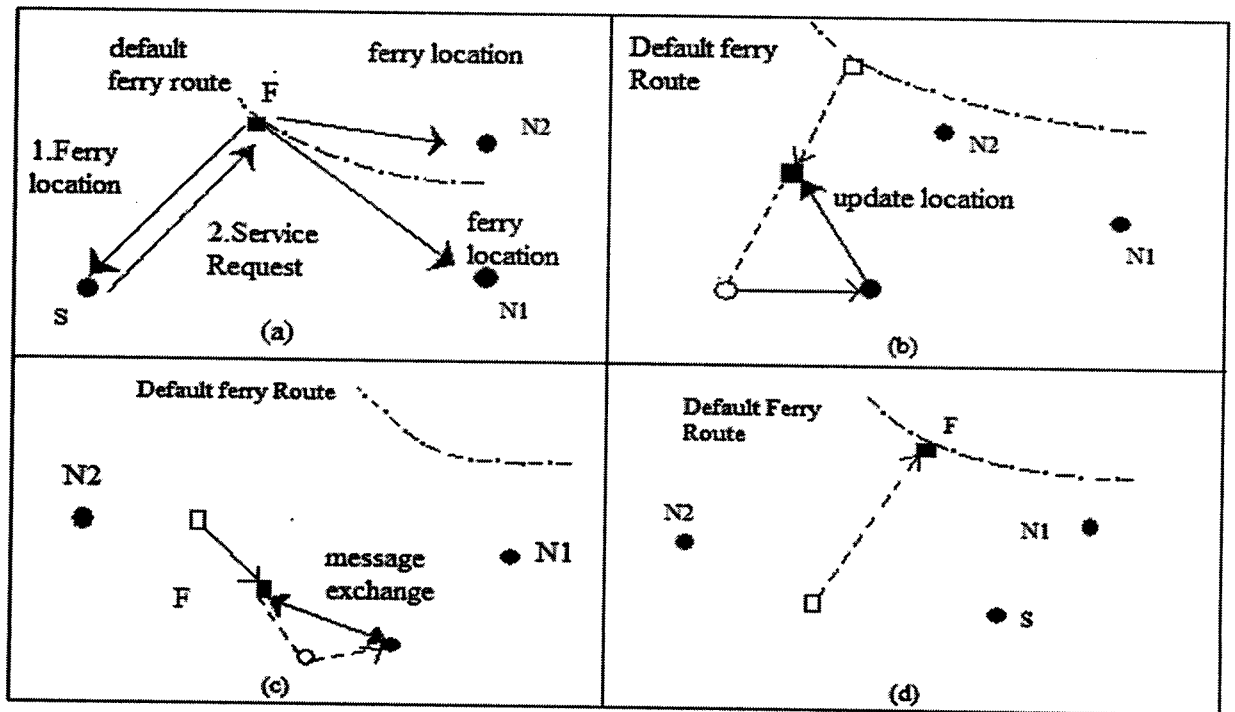 default
ferry route
F
ferry location
N2
1.Ferry
location
2.Service
Request
ferry
location
S
N1
(a)
Default ferry
Route
N2
update location
N1
(b)
Default ferry Route
N2
F
message
exchange
N1
(c)
Default Ferry
Route
F
N2
N1
S
(d)